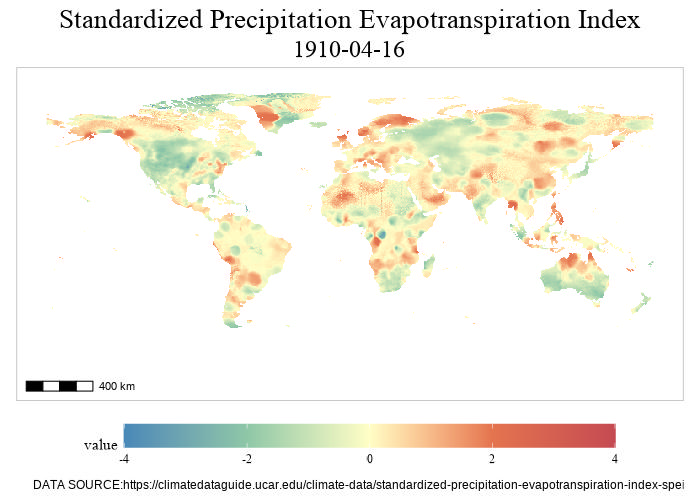 Standardized Precipitation Evapotranspiration Index
1910-04-16
400 km
value
-4 -2 0 2 4
DATA SOURCE:https://climatedataguide.ucar.edu/climate-data/standardized-precipitation-evapotranspiration-index-spei